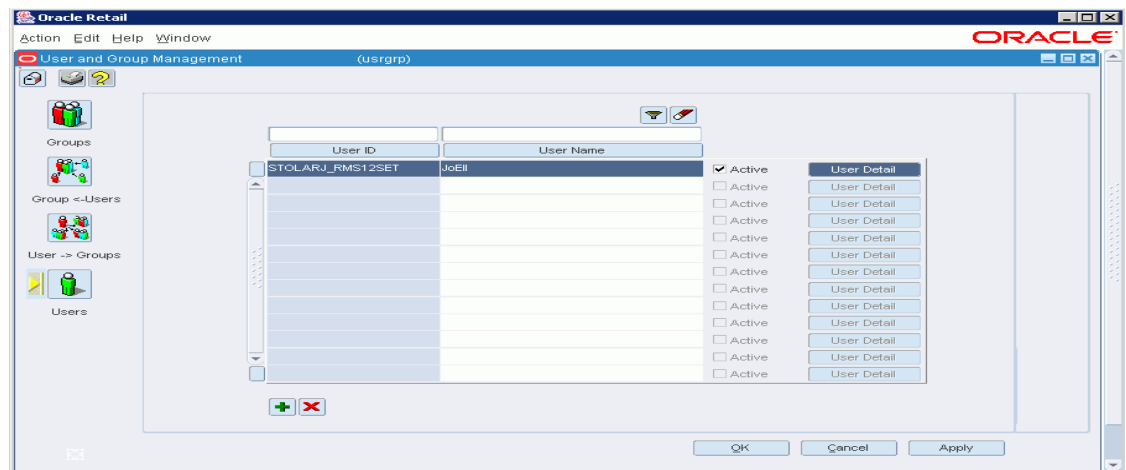 Oracle Retail
Action Edit Help Window
ORACLE
User and Group Management (usrgrp)
Groups
Group <-Users
User -> Groups
Users
User ID User Name
STOLARJ_RMS12SET JoEll Active User Detail
Active User Detail
Active User Detail
Active User Detail
Active User Detail
Active User Detail
Active User Detail
Active User Detail
Active User Detail
Active User Detail
Active User Detail
Active User Detail
Active User Detail
OK Cancel Apply